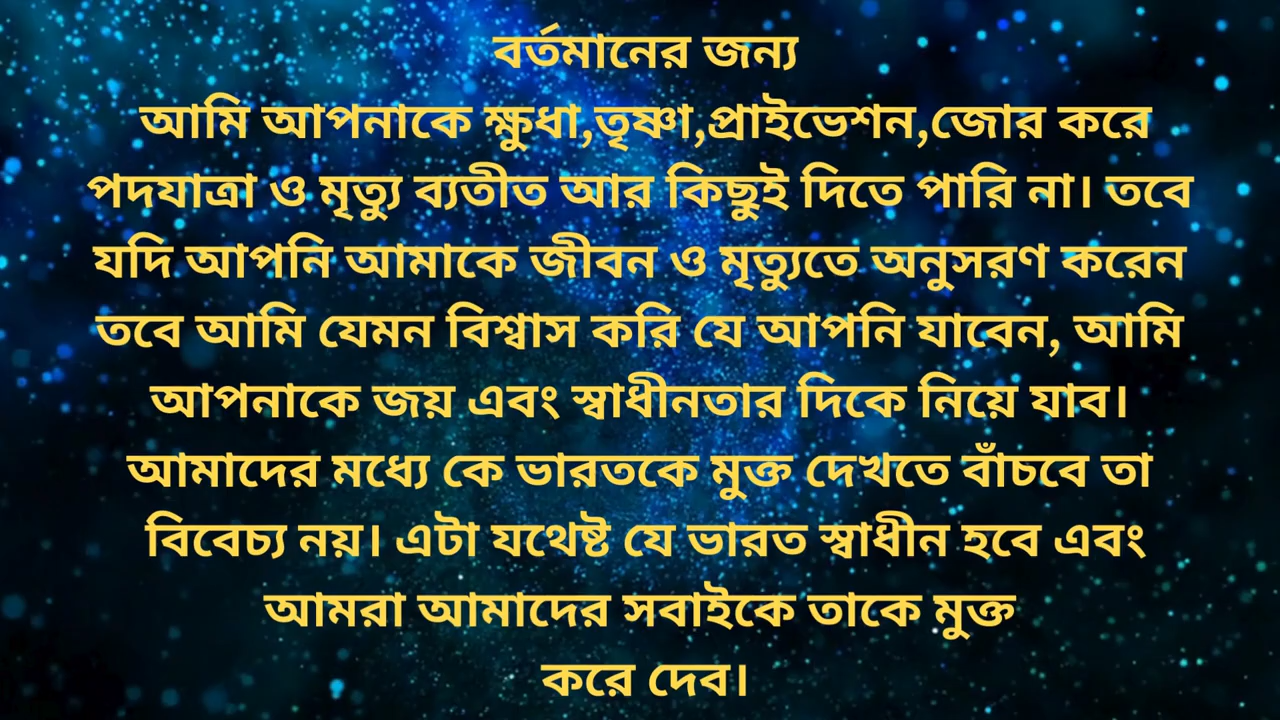 বর্তমানের জন্য
আমি আপনাকে ক্ষুধা,তৃষ্ণা,প্রাইভেশন,জোর করে
পদযাত্রা ও মৃত্যু ব্যতীত আর কিছুই দিতে পারি না। তবে
যদি আপনি আমাকে জীবন ও মৃত্যুতে অনুসরণ করেন
তবে আমি যেমন বিশ্বাস করি যে আপনি যাবেন, আমি
আপনাকে জয় এবং স্বাধীনতার দিকে নিয়ে যাব।
আমাদের মধ্যে কে ভারতকে মুক্ত দেখতে বাঁচবে তা
বিবেচ্য নয়। এটা যথেষ্ট যে ভারত স্বাধীন হবে এবং
আমরা আমাদের সবাইকে তাকে মুক্ত
করে দেব।